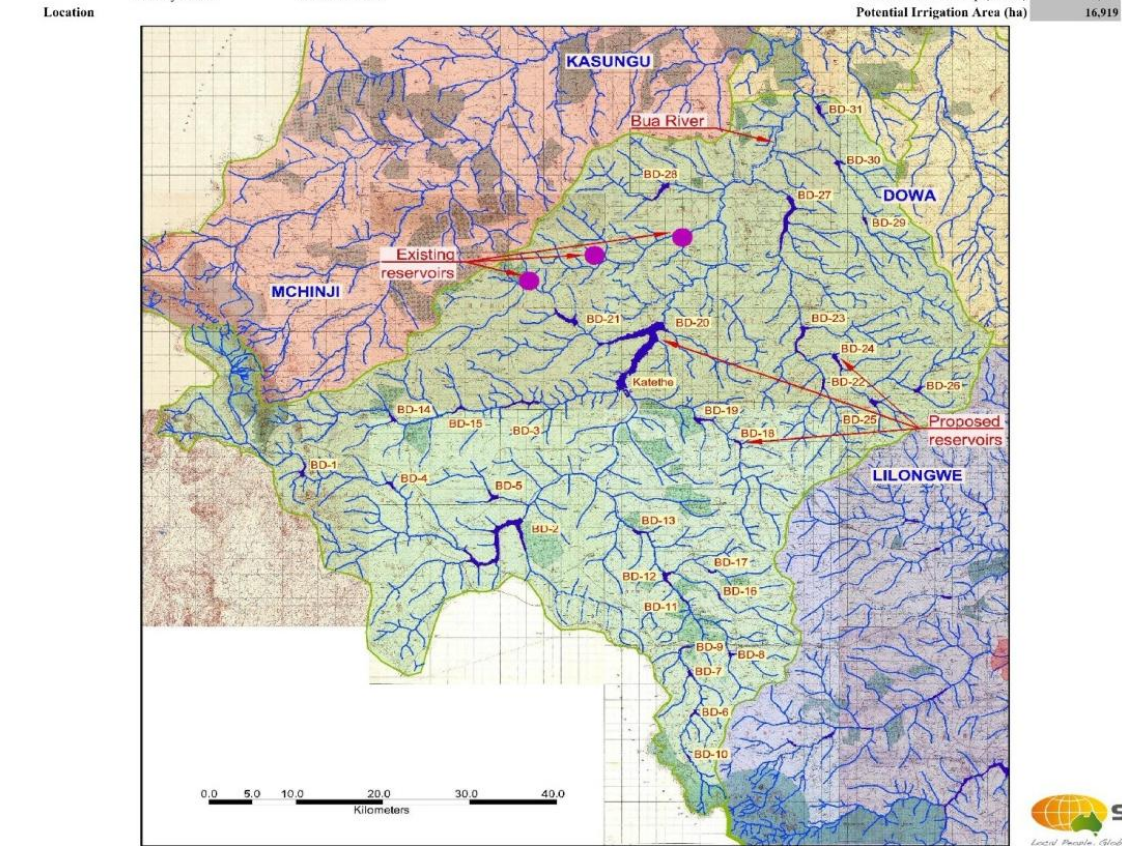 Location
Potential Irrigation Area (ha)
16,919
KASUNGU
BD-31
Bua River
BD-30
BD-28
DOWA
BD-27
BD-29
Existing
reservoirs
MCHINJI
BD-21
BD-20
BD-23
BD-24
Katethe
BD-22
BD-26
BD-14
BD-19
BD-15
BD-3
BD-25
Proposed
reservoirs
BD-18
BD-1
LILONGWE
BD-4
BD-5
BD-2
BD-13
BD-17
BD-12
BD-16
BD-11
BD-9
BD-8
BD-7
BD-6
BD-10
0.0 5.0 10.0 20.0 30.0 40.0
Kilometers
S
Local People, Glob